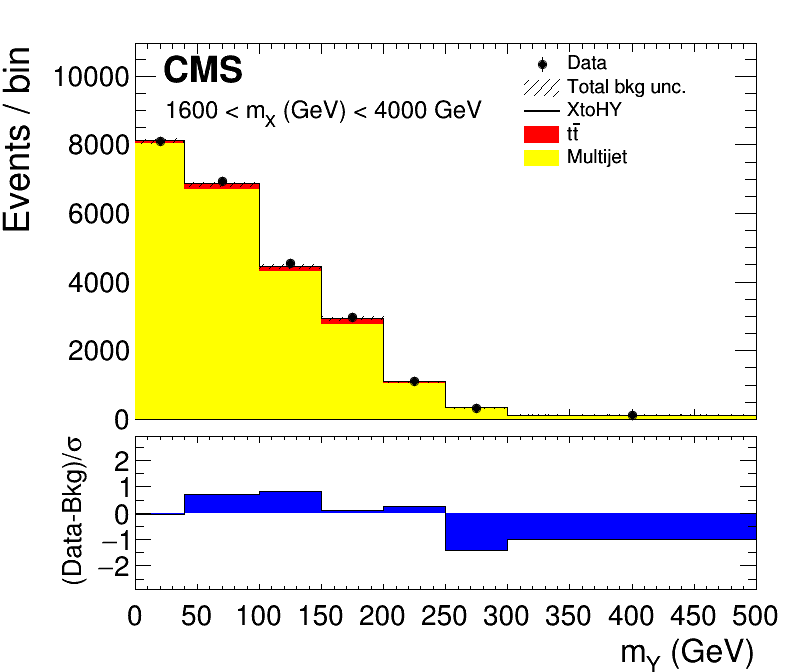 CMS
1600 < m_X (GeV) < 4000 GeV
Data
Total bkg unc.
XtoHY
tt̄
Multijet
Events / bin
10000
8000
6000
4000
2000
0
(Data-Bkg)/σ
2
1
0
−1
−2
0 50 100 150 200 250 300 350 400 450 500
m_Y (GeV)